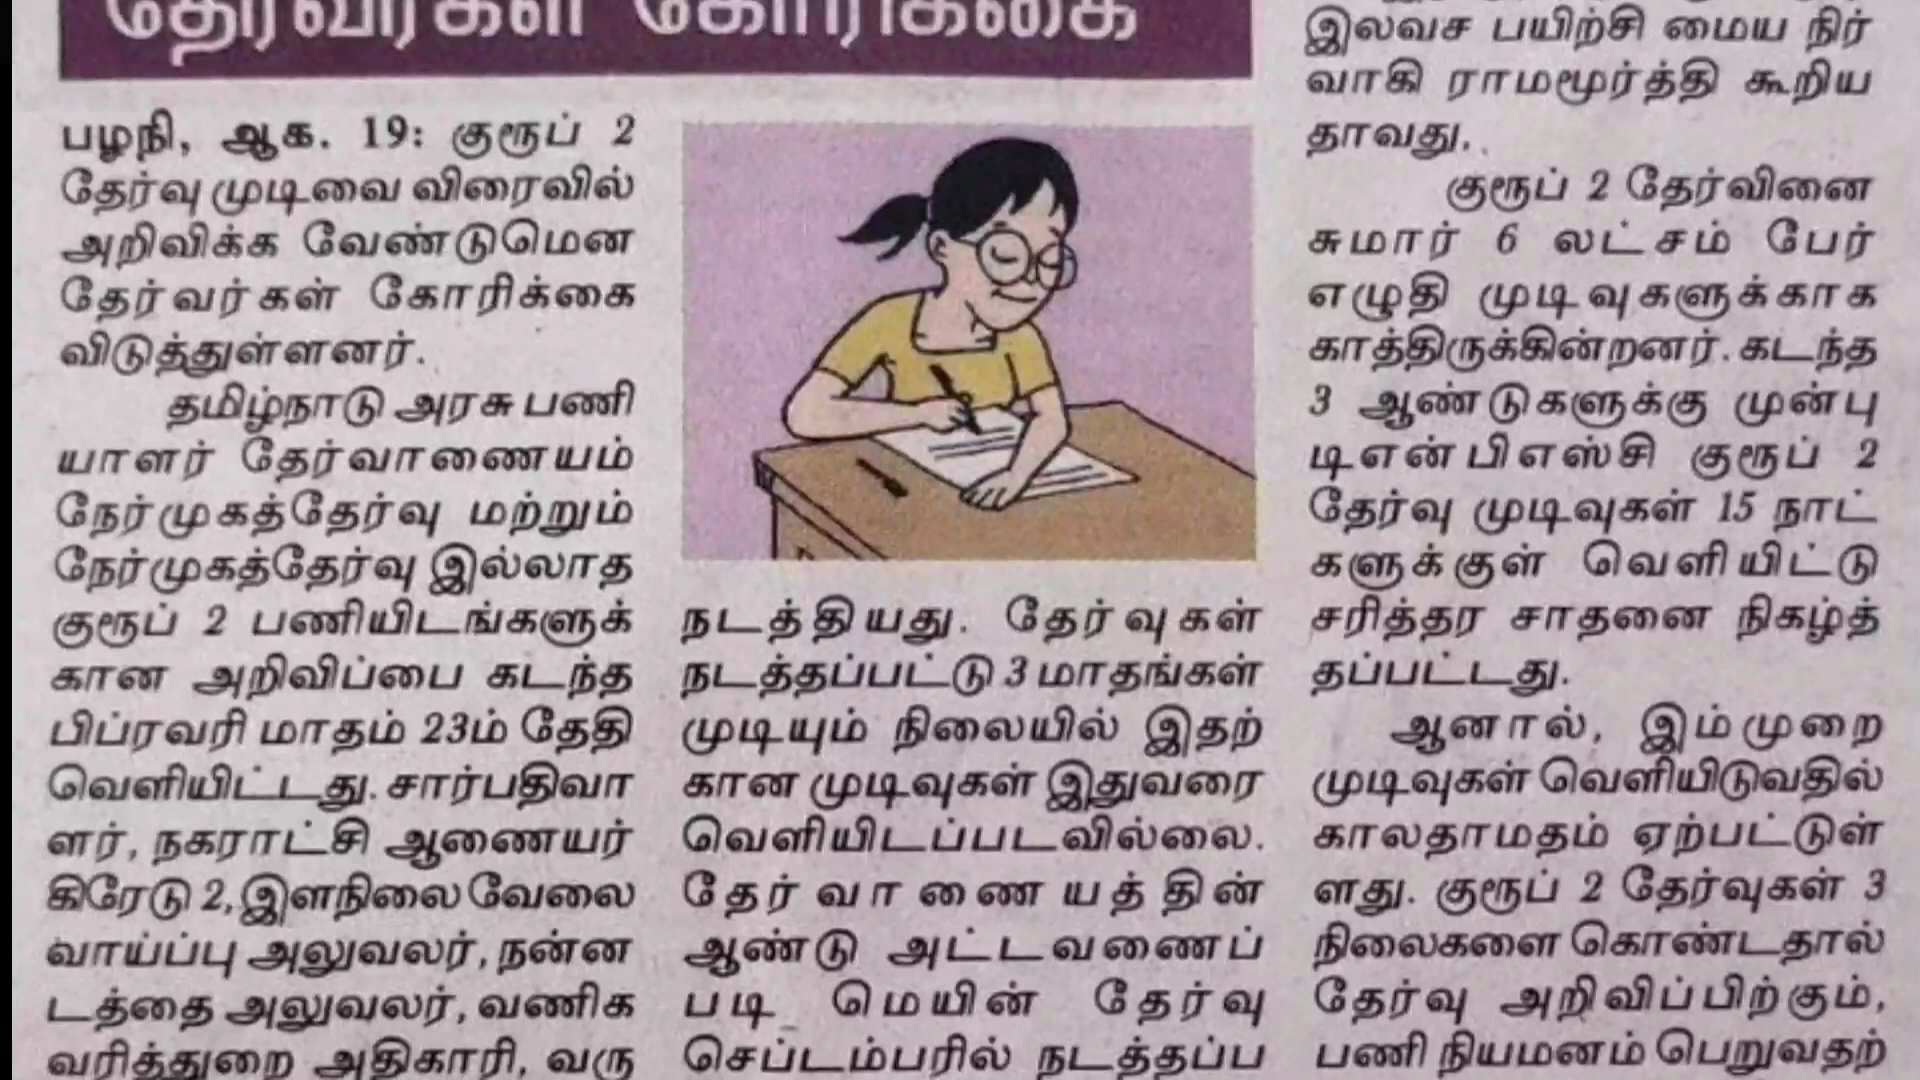 தேர்வர்கள் கோரிக்கை
பழநி, ஆக. 19: குரூப் 2
தேர்வு முடிவை விரைவில்
அறிவிக்க வேண்டுமென
தேர்வர்கள் கோரிக்கை
விடுத்துள்ளனர்.
தமிழ்நாடு அரசு பணி
யாளர் தேர்வாணையம்
நேர்முகத்தேர்வு மற்றும்
நேர்முகத்தேர்வு இல்லாத
குரூப் 2 பணியிடங்களுக்
கான அறிவிப்பை கடந்த
பிப்ரவரி மாதம் 23ம் தேதி
வெளியிட்டது. சார்பதிவா
ளர், நகராட்சி ஆணையர்
கிரேடு 2, இளநிலை வேலை
வாய்ப்பு அலுவலர், நன்ன
டத்தை அலுவலர், வணிக
வரித்துறை அதிகாரி, வரு
நடத்தியது. தேர்வுகள்
நடத்தப்பட்டு 3 மாதங்கள்
முடியும் நிலையில் இதற்
கான முடிவுகள் இதுவரை
வெளியிடப்படவில்லை.
தேர்வாணையத்தின்
ஆண்டு அட்டவணைப்
படி மெயின் தேர்வு
செப்டம்பரில் நடத்தப்ப
இலவச பயிற்சி மைய நிர்
வாகி ராமமூர்த்தி கூறிய
தாவது.
குரூப் 2 தேர்வினை
சுமார் 6 லட்சம் பேர்
எழுதி முடிவுகளுக்காக
காத்திருக்கின்றனர். கடந்த
3 ஆண்டுகளுக்கு முன்பு
டிஎன்பிஎஸ்சி குரூப் 2
தேர்வு முடிவுகள் 15 நாட்
களுக்குள் வெளியிட்டு
சரித்தர சாதனை நிகழ்த்
தப்பட்டது.
ஆனால், இம்முறை
முடிவுகள் வெளியிடுவதில்
காலதாமதம் ஏற்பட்டுள்
ளது. குரூப் 2 தேர்வுகள் 3
நிலைகளை கொண்டதால்
தேர்வு அறிவிப்பிற்கும்,
பணி நியமனம் பெறுவதற்